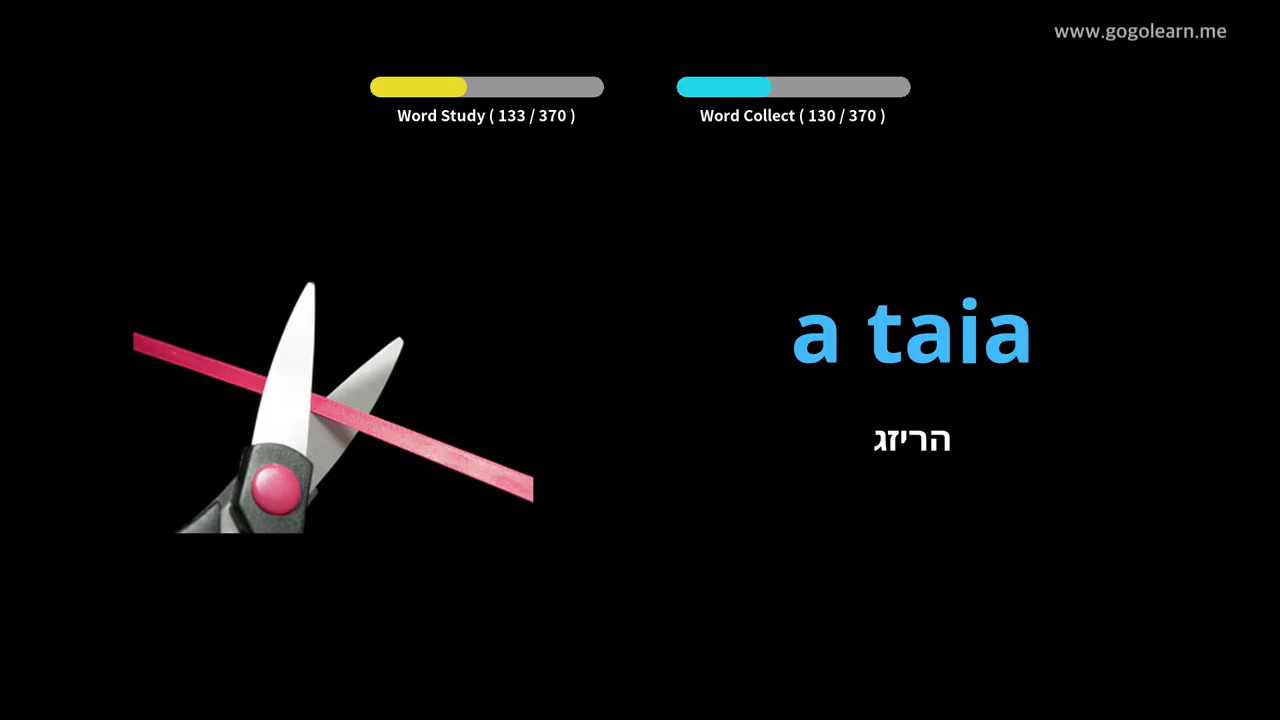 www.gogolearn.me
Word Study ( 133 / 370 )
Word Collect ( 130 / 370 )
a taia
הריזג